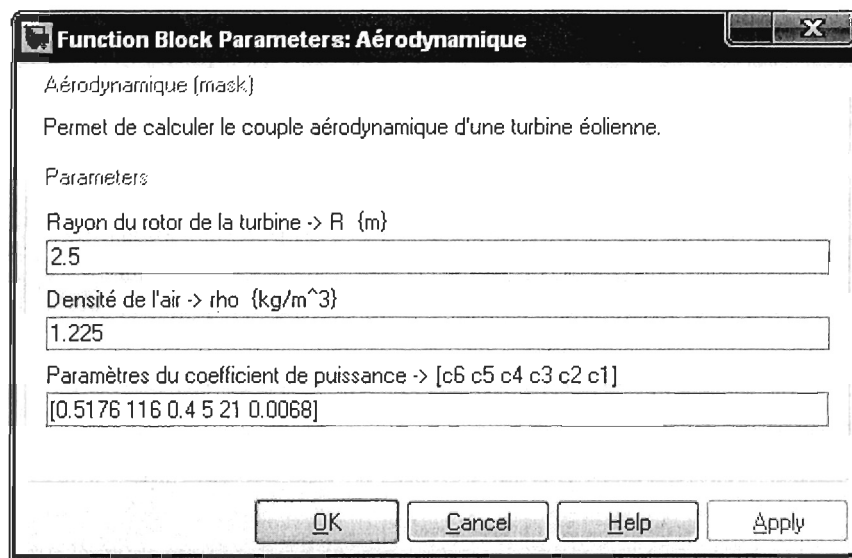 Function Block Parameters: Aérodynamique
Aérodynamique (mask)
Permet de calculer le couple aérodynamique d'une turbine éolienne.
Parameters
Rayon du rotor de la turbine -> R {m}
2.5
Densité de l'air -> rho {kg/m^3}
1.225
Paramètres du coefficient de puissance -> [c6 c5 c4 c3 c2 c1]
[0.5176 116 0.4 5 21 0.0068]
OK Cancel Help Apply